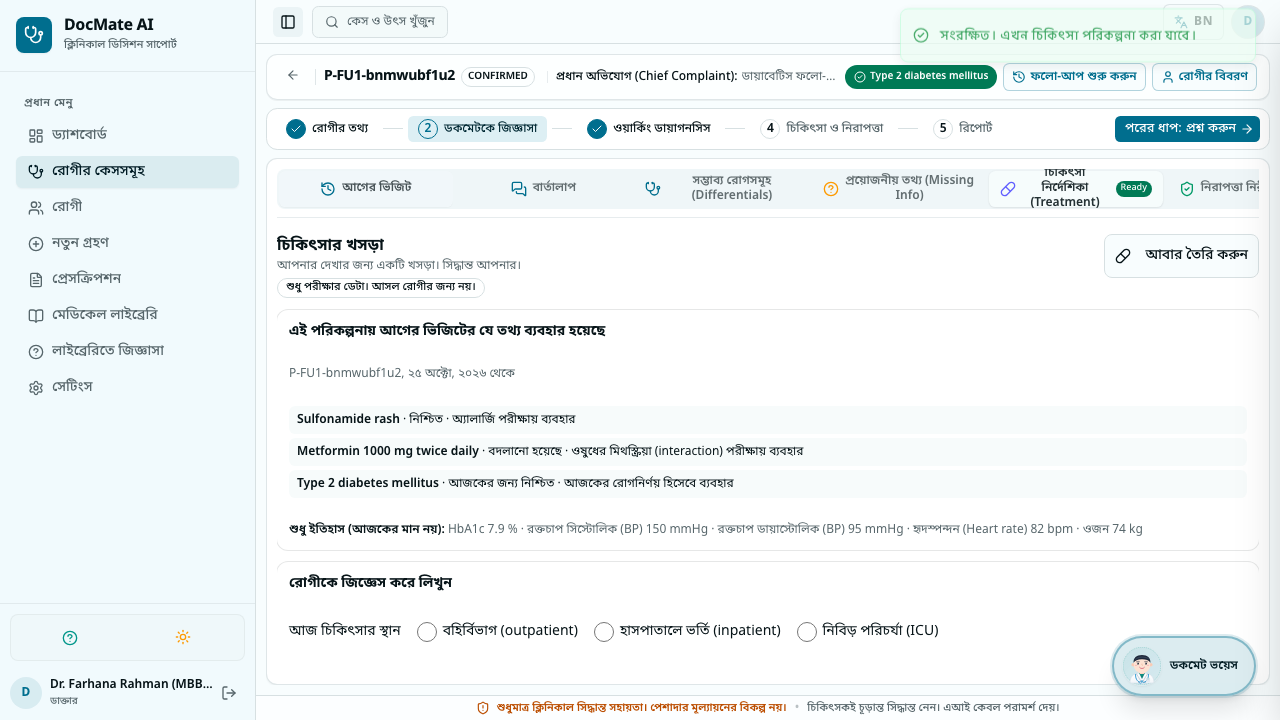 DocMate AI
ক্লিনিকাল ডিসিশন সাপোর্ট
প্রধান মেনু
ড্যাশবোর্ড
রোগীর কেসসমূহ
রোগী
নতুন গ্রহণ
প্রেসক্রিপশন
মেডিকেল লাইব্রেরি
লাইব্রেরিতে জিজ্ঞাসা
সেটিংস
D
Dr. Farhana Rahman (MBB...
ডাক্তার
কেস ও উৎস খুঁজুন
BN
D
সংরক্ষিত। এখন চিকিৎসা পরিকল্পনা করা যাবে।
P-FU1-bnmwubf1u2
CONFIRMED
প্রধান অভিযোগ (Chief Complaint): ডায়াবেটিস ফলো-...
Type 2 diabetes mellitus
ফলো-আপ শুরু করুন
রোগীর বিবরণ
রোগীর তথ্য
2 ডকমেটকে জিজ্ঞাসা
ওয়ার্কিং ডায়াগনসিস
4 চিকিৎসা ও নিরাপত্তা
5 রিপোর্ট
পরের ধাপ: প্রশ্ন করুন
আগের ভিজিট
বার্তালাপ
সম্ভাব্য রোগসমূহ
(Differentials)
প্রয়োজনীয় তথ্য (Missing
Info)
চিকিৎসা
নির্দেশিকা
(Treatment)
Ready
নিরাপত্তা
চিকিৎসার খসড়া
আপনার দেখার জন্য একটি খসড়া। সিদ্ধান্ত আপনার।
শুধু পরীক্ষার ডেটা। আসল রোগীর জন্য নয়।
আবার তৈরি করুন
এই পরিকল্পনায় আগের ভিজিটের যে তথ্য ব্যবহার হয়েছে
P-FU1-bnmwubf1u2, ২৫ অক্টো, ২০২৬ থেকে
Sulfonamide rash · নিশ্চিত · অ্যালার্জি পরীক্ষায় ব্যবহার
Metformin 1000 mg twice daily · বদলানো হয়েছে · ওষুধের মিথস্ক্রিয়া (interaction) পরীক্ষায় ব্যবহার
Type 2 diabetes mellitus · আজকের জন্য নিশ্চিত · আজকের রোগনির্ণয় হিসেবে ব্যবহার
শুধু ইতিহাস (আজকের মান নয়): HbA1c 7.9 % · রক্তচাপ সিস্টোলিক (BP) 150 mmHg · রক্তচাপ ডায়াস্টোলিক (BP) 95 mmHg · হৃদস্পন্দন (Heart rate) 82 bpm · ওজন 74 kg
রোগীকে জিজ্ঞেস করে লিখুন
আজ চিকিৎসার স্থান
বহির্বিভাগ (outpatient)
হাসপাতালে ভর্তি (inpatient)
নিবিড় পরিচর্যা (ICU)
ডকমেট ভয়েস
শুধুমাত্র ক্লিনিকাল সিদ্ধান্ত সহায়তা। পেশাদার মূল্যায়নের বিকল্প নয়। • চিকিৎসকই চূড়ান্ত সিদ্ধান্ত নেন। এআই কেবল পরামর্শ দেয়।